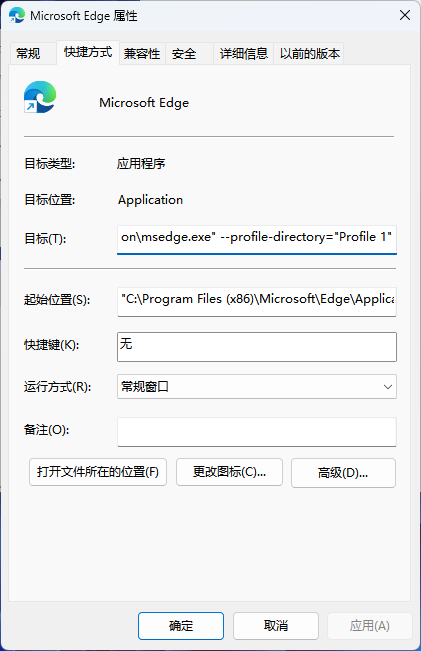 Microsoft Edge 属性
常规 快捷方式 兼容性 安全 详细信息 以前的版本
Microsoft Edge
目标类型: 应用程序
目标位置: Application
目标(T): on\msedge.exe" --profile-directory="Profile 1"
起始位置(S): "C:\Program Files (x86)\Microsoft\Edge\Applica
快捷键(K): 无
运行方式(R): 常规窗口
备注(O):
打开文件所在的位置(F) 更改图标(C)... 高级(D)...
确定 取消 应用(A)